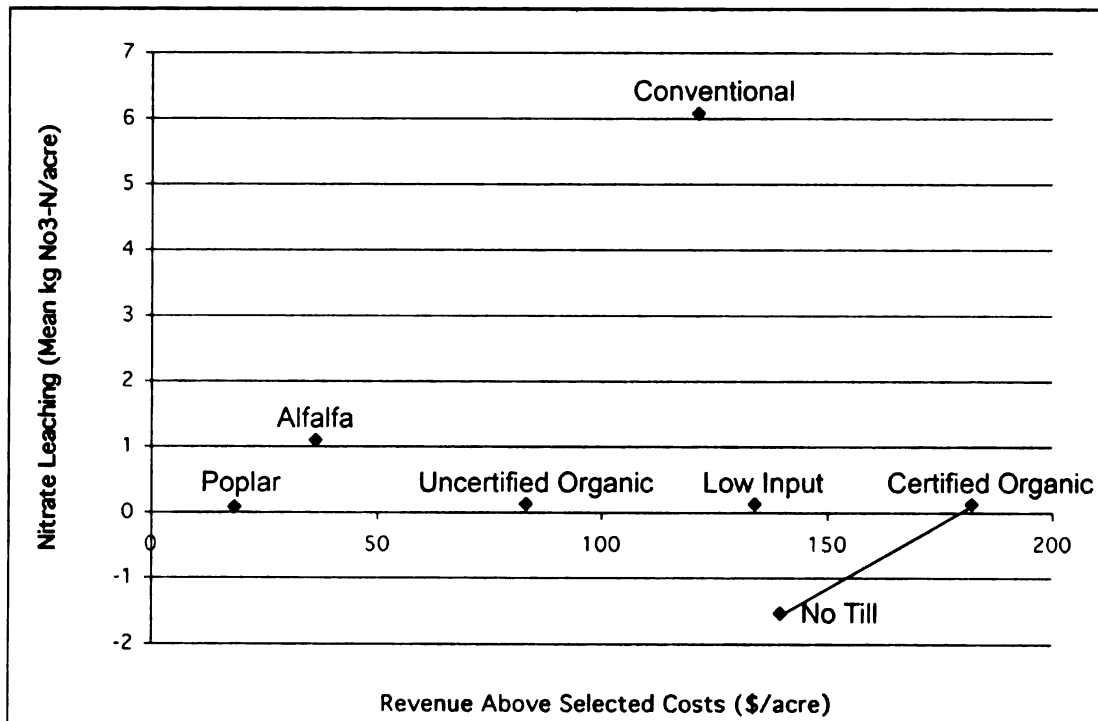 Nitrate Leaching (Mean kg No3-N/acre)
7
6
5
4
3
2
1
0
-1
-2
Conventional
Alfalfa
Poplar
Uncertified Organic
Low Input
Certified Organic
No Till
0 50 100 150 200
Revenue Above Selected Costs ($/acre)